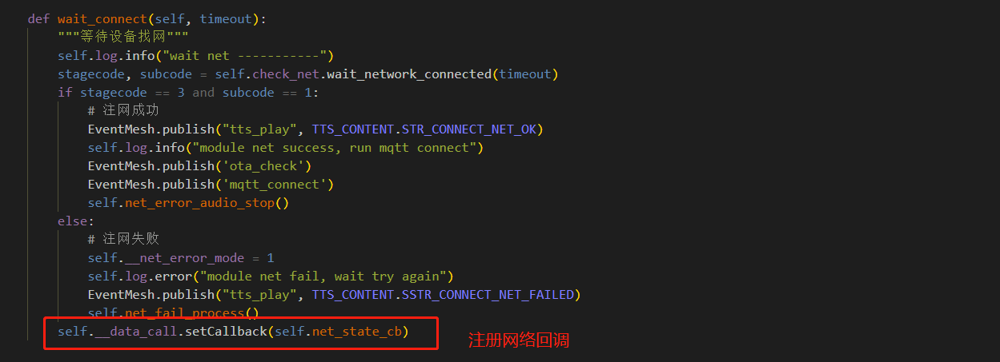 def wait_connect(self, timeout):
"""等待设备找网"""
self.log.info("wait net -----------")
stagecode, subcode = self.check_net.wait_network_connected(timeout)
if stagecode == 3 and subcode == 1:
# 注网成功
EventMesh.publish("tts_play", TTS_CONTENT.STR_CONNECT_NET_OK)
self.log.info("module net success, run mqtt connect")
EventMesh.publish('ota_check')
EventMesh.publish('mqtt_connect')
self.net_error_audio_stop()
else:
# 注网失败
self.__net_error_mode = 1
self.log.error("module net fail, wait try again")
EventMesh.publish("tts_play", TTS_CONTENT.SSTR_CONNECT_NET_FAILED)
self.net_fail_process()
self.__data_call.setCallback(self.net_state_cb)
注册网络回调